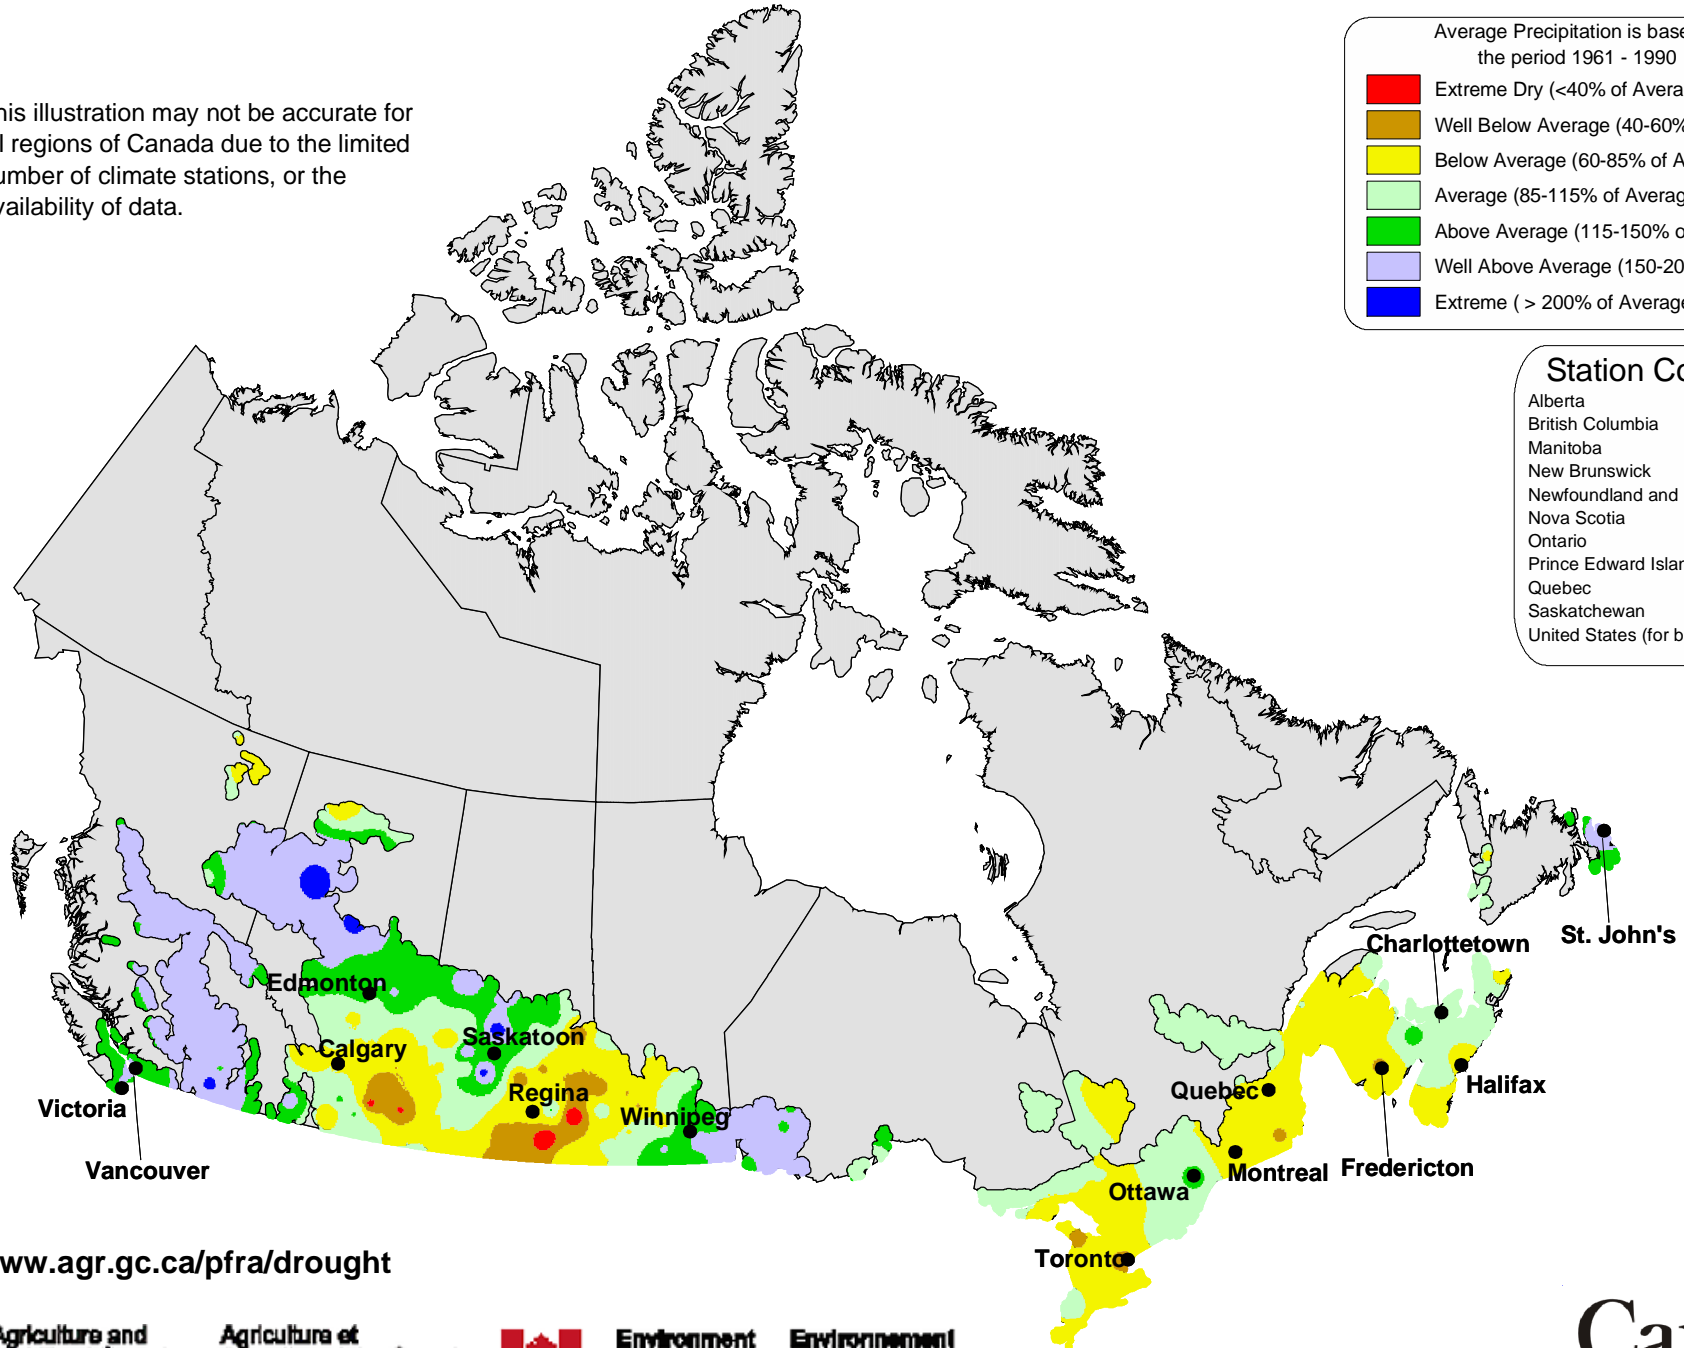 Average Precipitation is base
the period 1961 - 1990
Extreme Dry (<40% of Avera
Well Below Average (40-60%
Below Average (60-85% of A
Average (85-115% of Averag
Above Average (115-150% o
Well Above Average (150-20
Extreme ( > 200% of Average
his illustration may not be accurate for
l regions of Canada due to the limited
umber of climate stations, or the
vailability of data.
Station Co
Alberta
British Columbia
Manitoba
New Brunswick
Newfoundland and
Nova Scotia
Ontario
Prince Edward Islan
Quebec
Saskatchewan
United States (for b
St. John's
Charlottetown
Edmonton
Saskatoon
Calgary
Regina
Winnipeg
Victoria
Vancouver
Quebec
Halifax
Montreal
Fredericton
Ottawa
Toronto
ww.agr.gc.ca/pfra/drought
Agriculture and
Agriculture et
Environment
Environnement
Ca